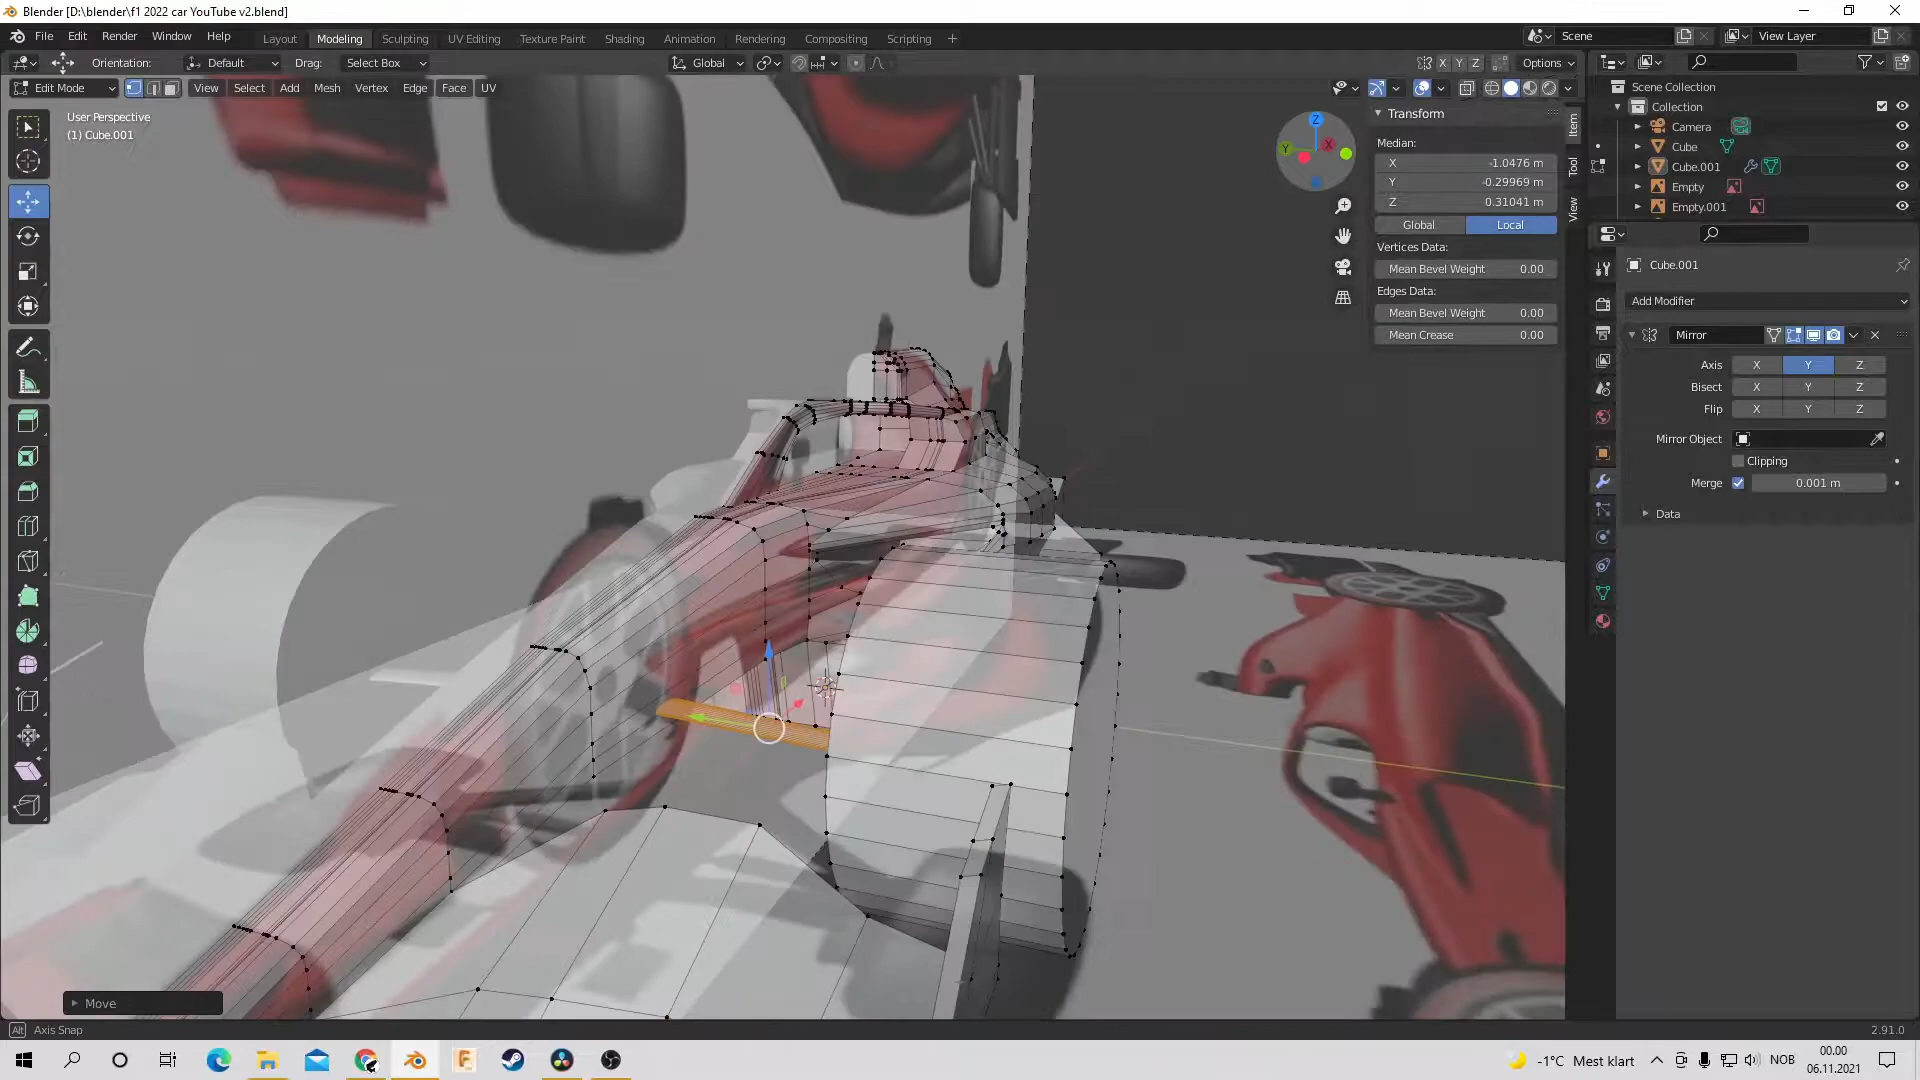 Blender [D:\blender\f1 2022 car YouTube v2.blend]
File Edit Render Window Help
Layout Modeling Sculpting UV Editing Texture Paint Shading Animation Rendering Compositing Scripting +
Scene
View Layer
Orientation: Default Drag: Select Box
Global
X Y Z Options
Edit Mode View Select Add Mesh Vertex Edge Face UV
User Perspective
(1) Cube.001
Z
Y
X
Transform
Median:
X -1.0476 m
Y -0.29969 m
Z 0.31041 m
Global Local
Vertices Data:
Mean Bevel Weight 0.00
Edges Data:
Mean Bevel Weight 0.00
Mean Crease 0.00
Item
Tool
View
Scene Collection
Collection
Camera
Cube
Cube.001
Empty
Empty.001
Cube.001
Add Modifier
Mirror
Axis X Y Z
Bisect X Y Z
Flip X Y Z
Mirror Object
Clipping
Merge 0.001 m
Data
Move
Alt Axis Snap
2.91.0
-1°C Mest klart
NOB
00.00
06.11.2021